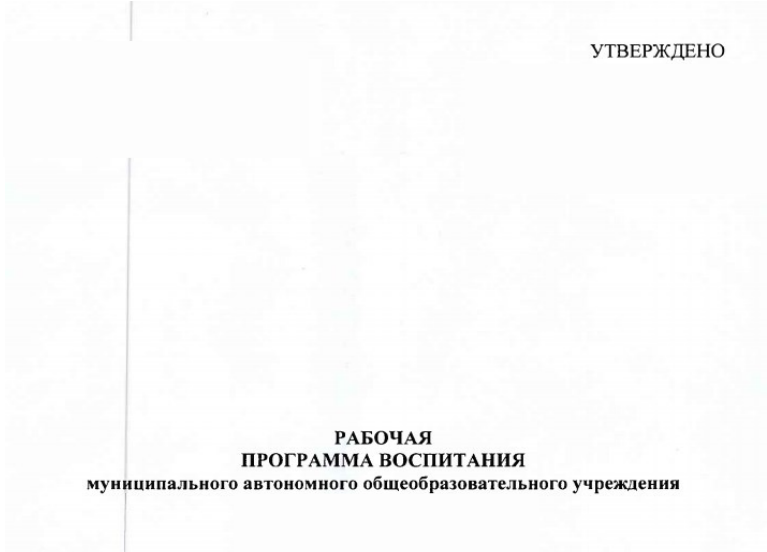 УТВЕРЖДЕНО
РАБОЧАЯ
ПРОГРАММА ВОСПИТАНИЯ
муниципального автономного общеобразовательного учреждения